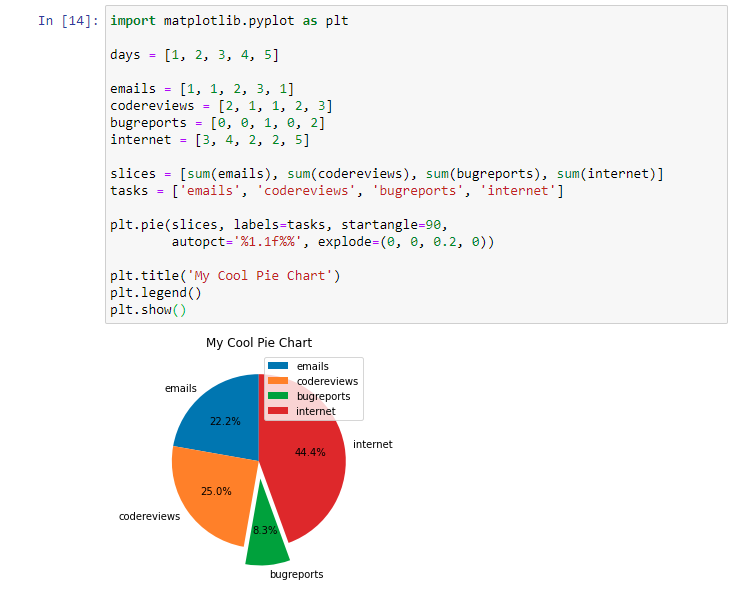 In [14]:
import matplotlib.pyplot as plt
days = [1, 2, 3, 4, 5]
emails = [1, 1, 2, 3, 1]
codereviews = [2, 1, 1, 2, 3]
bugreports = [0, 0, 1, 0, 2]
internet = [3, 4, 2, 2, 5]
slices = [sum(emails), sum(codereviews), sum(bugreports), sum(internet)]
tasks = ['emails', 'codereviews', 'bugreports', 'internet']
plt.pie(slices, labels=tasks, startangle=90,
autopct='%1.1f%%', explode=(0, 0, 0.2, 0))
plt.title('My Cool Pie Chart')
plt.legend()
plt.show()
My Cool Pie Chart
emails
codereviews
bugreports
internet
emails
22.2%
internet
44.4%
25.0%
codereviews
8.3%
bugreports